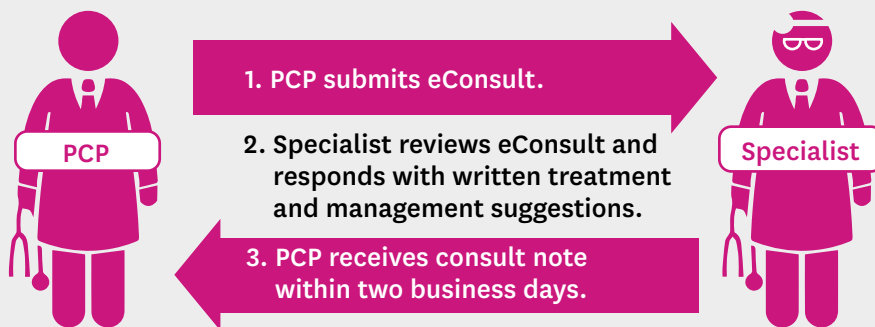 PCP
1. PCP submits eConsult.
2. Specialist reviews eConsult and
responds with written treatment
and management suggestions.
3. PCP receives consult note
within two business days.
Specialist